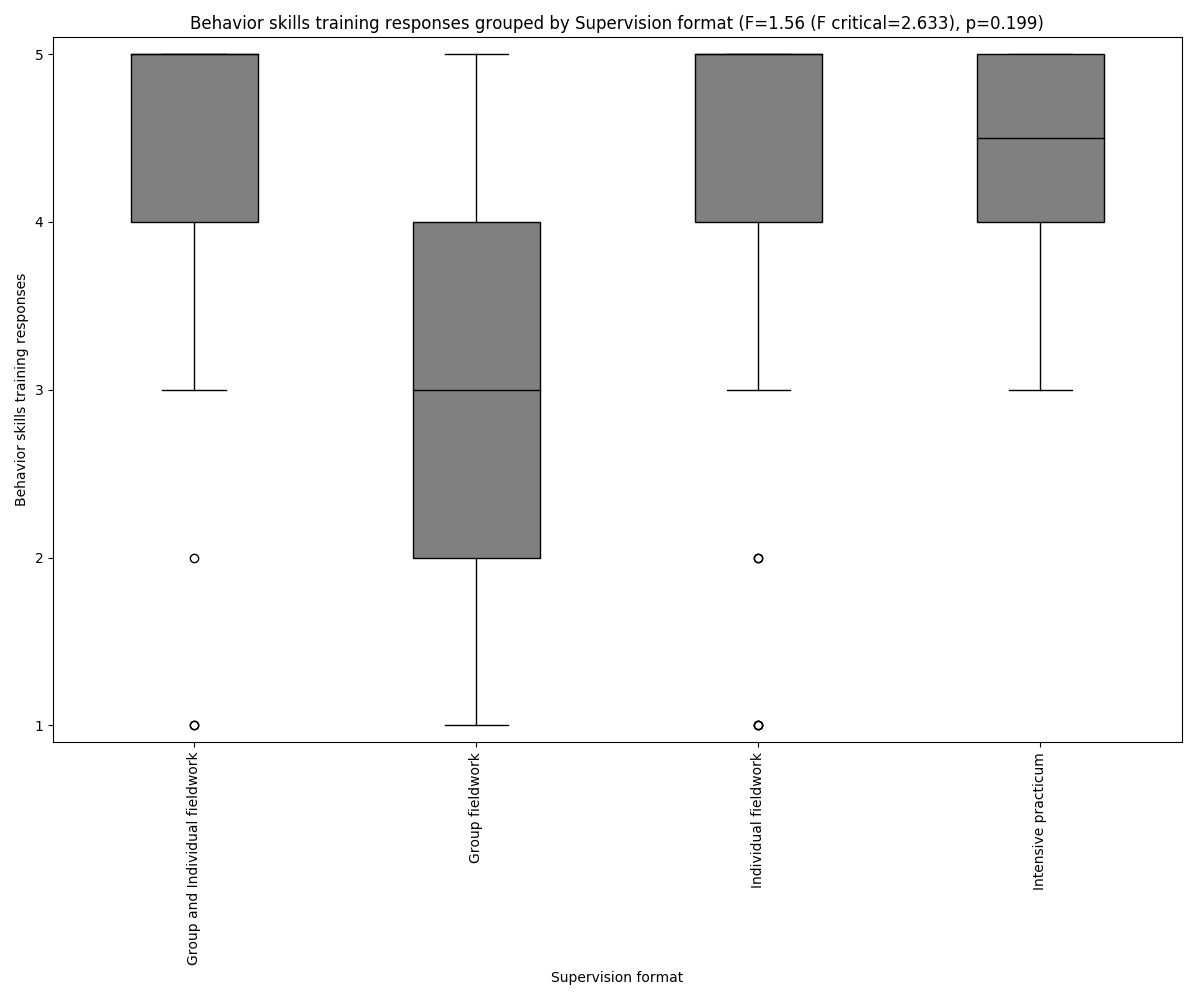 Behavior skills training responses grouped by Supervision format (F=1.56 (F critical=2.633), p=0.199)
Behavior skills training responses
5
4
3
2
1
Group and Individual fieldwork
Group fieldwork
Individual fieldwork
Intensive practicum
Supervision format